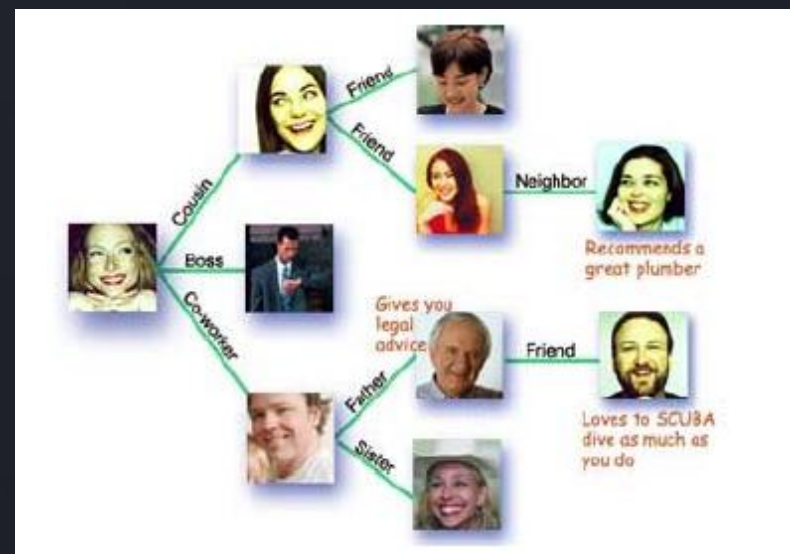 Friend
Friend
Cousin
Neighbor
Recommends a
great plumber
Boss
Co-worker
Gives you
legal
advice
Father
Friend
Sister
Loves to SCUBA
dive as much as
you do